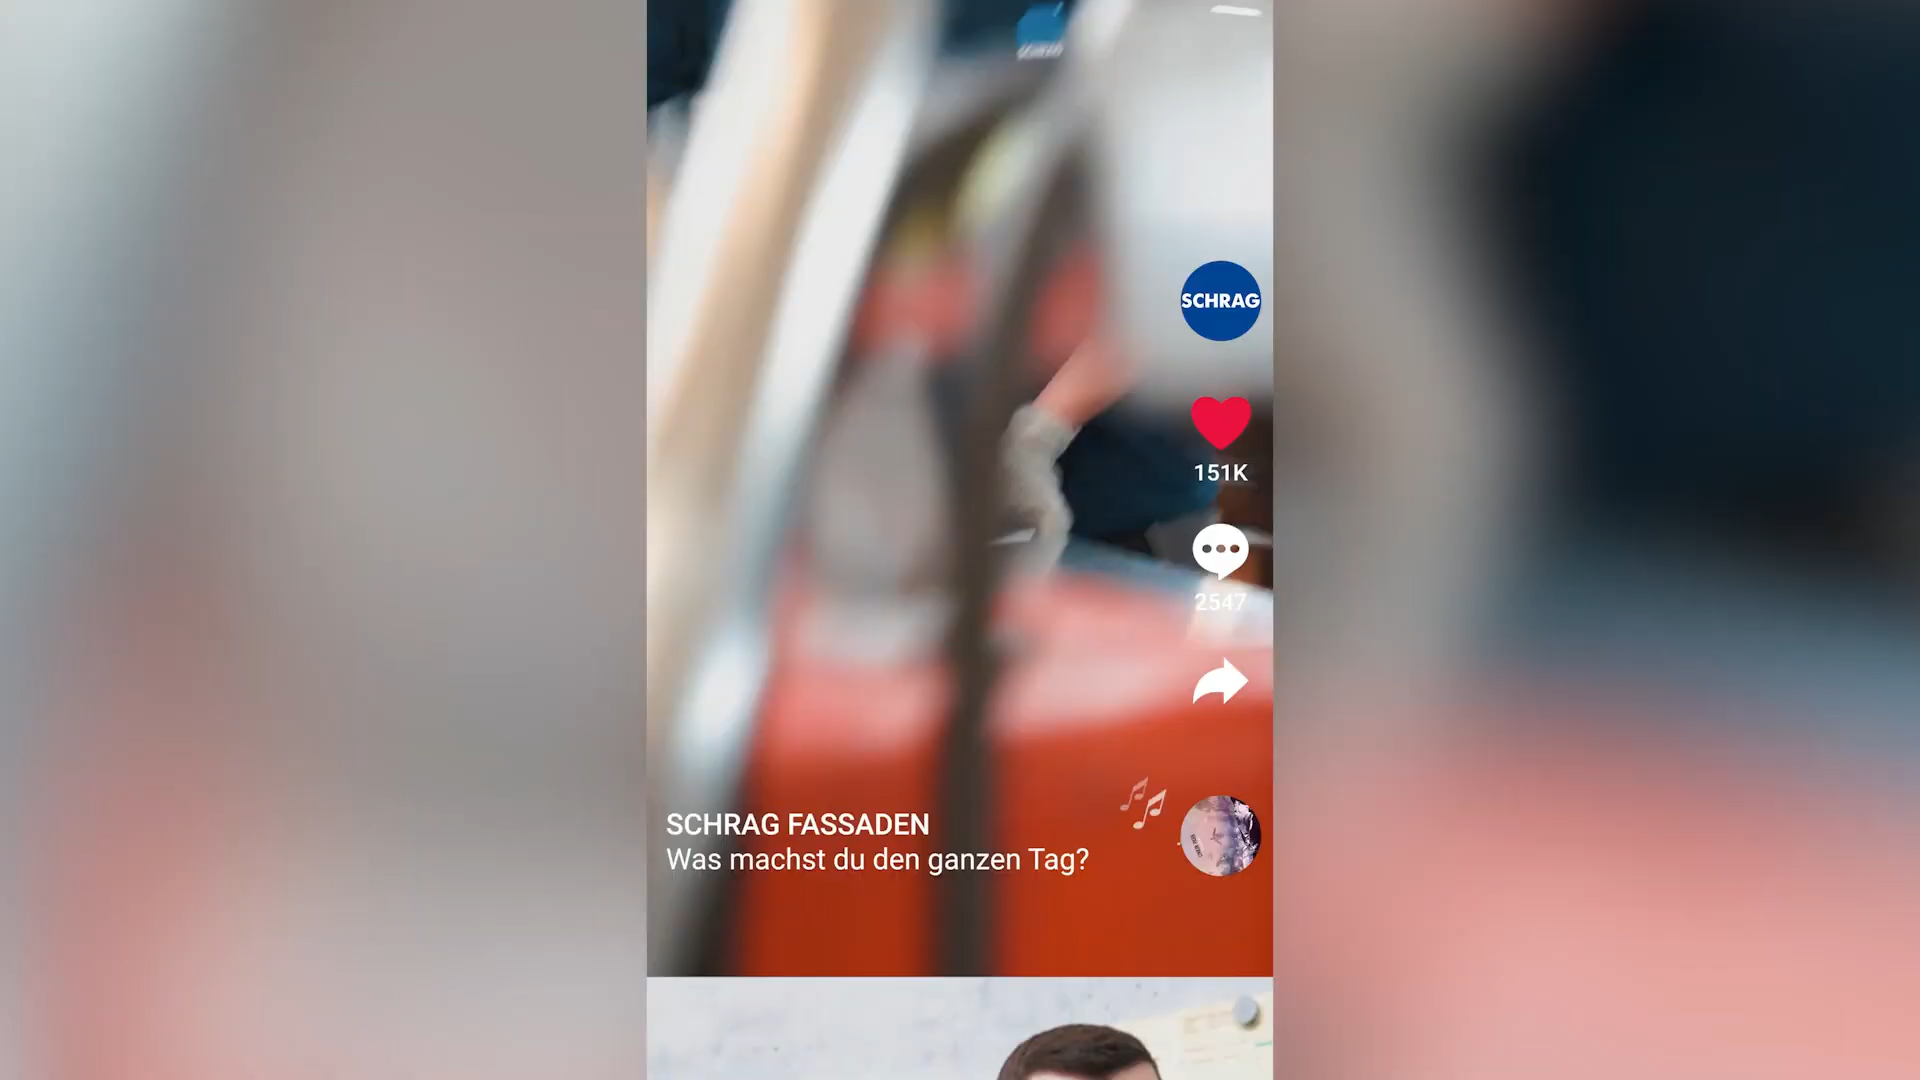 SCHRAG
151K
2547
SCHRAG FASSADEN
Was machst du den ganzen Tag?